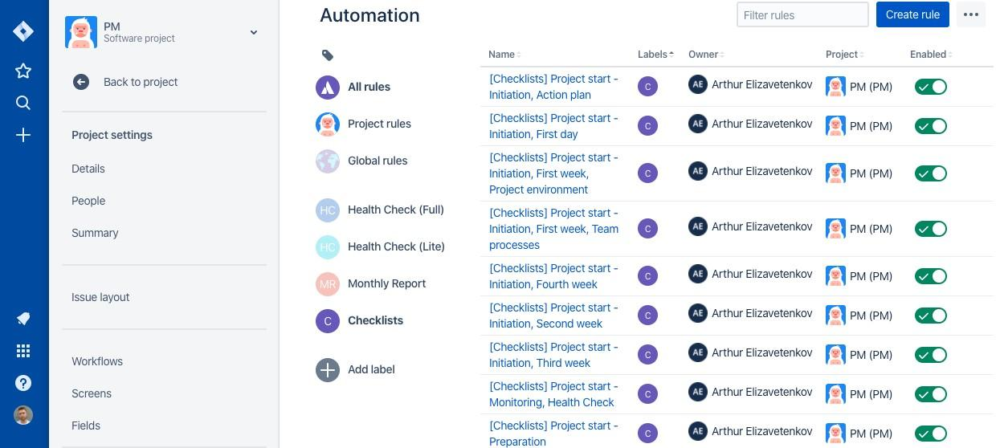 PM
Software project
Back to project
Project settings
Details
People
Summary
Issue layout
Workflows
Screens
Fields
Automation
Filter rules
Create rule
All rules
Project rules
Global rules
HC Health Check (Full)
HC Health Check (Lite)
MR Monthly Report
C Checklists
Add label
Name Labels Owner Project Enabled
[Checklists] Project start -
Initiation, Action plan
C AE Arthur Elizavetenkov PM (PM)
[Checklists] Project start -
Initiation, First day
C AE Arthur Elizavetenkov PM (PM)
[Checklists] Project start -
Initiation, First week,
Project environment
C AE Arthur Elizavetenkov PM (PM)
[Checklists] Project start -
Initiation, First week, Team
processes
C AE Arthur Elizavetenkov PM (PM)
[Checklists] Project start -
Initiation, Fourth week
C AE Arthur Elizavetenkov PM (PM)
[Checklists] Project start -
Initiation, Second week
C AE Arthur Elizavetenkov PM (PM)
[Checklists] Project start -
Initiation, Third week
C AE Arthur Elizavetenkov PM (PM)
[Checklists] Project start -
Monitoring, Health Check
C AE Arthur Elizavetenkov PM (PM)
[Checklists] Project start -
Preparation
C AE Arthur Elizavetenkov PM (PM)